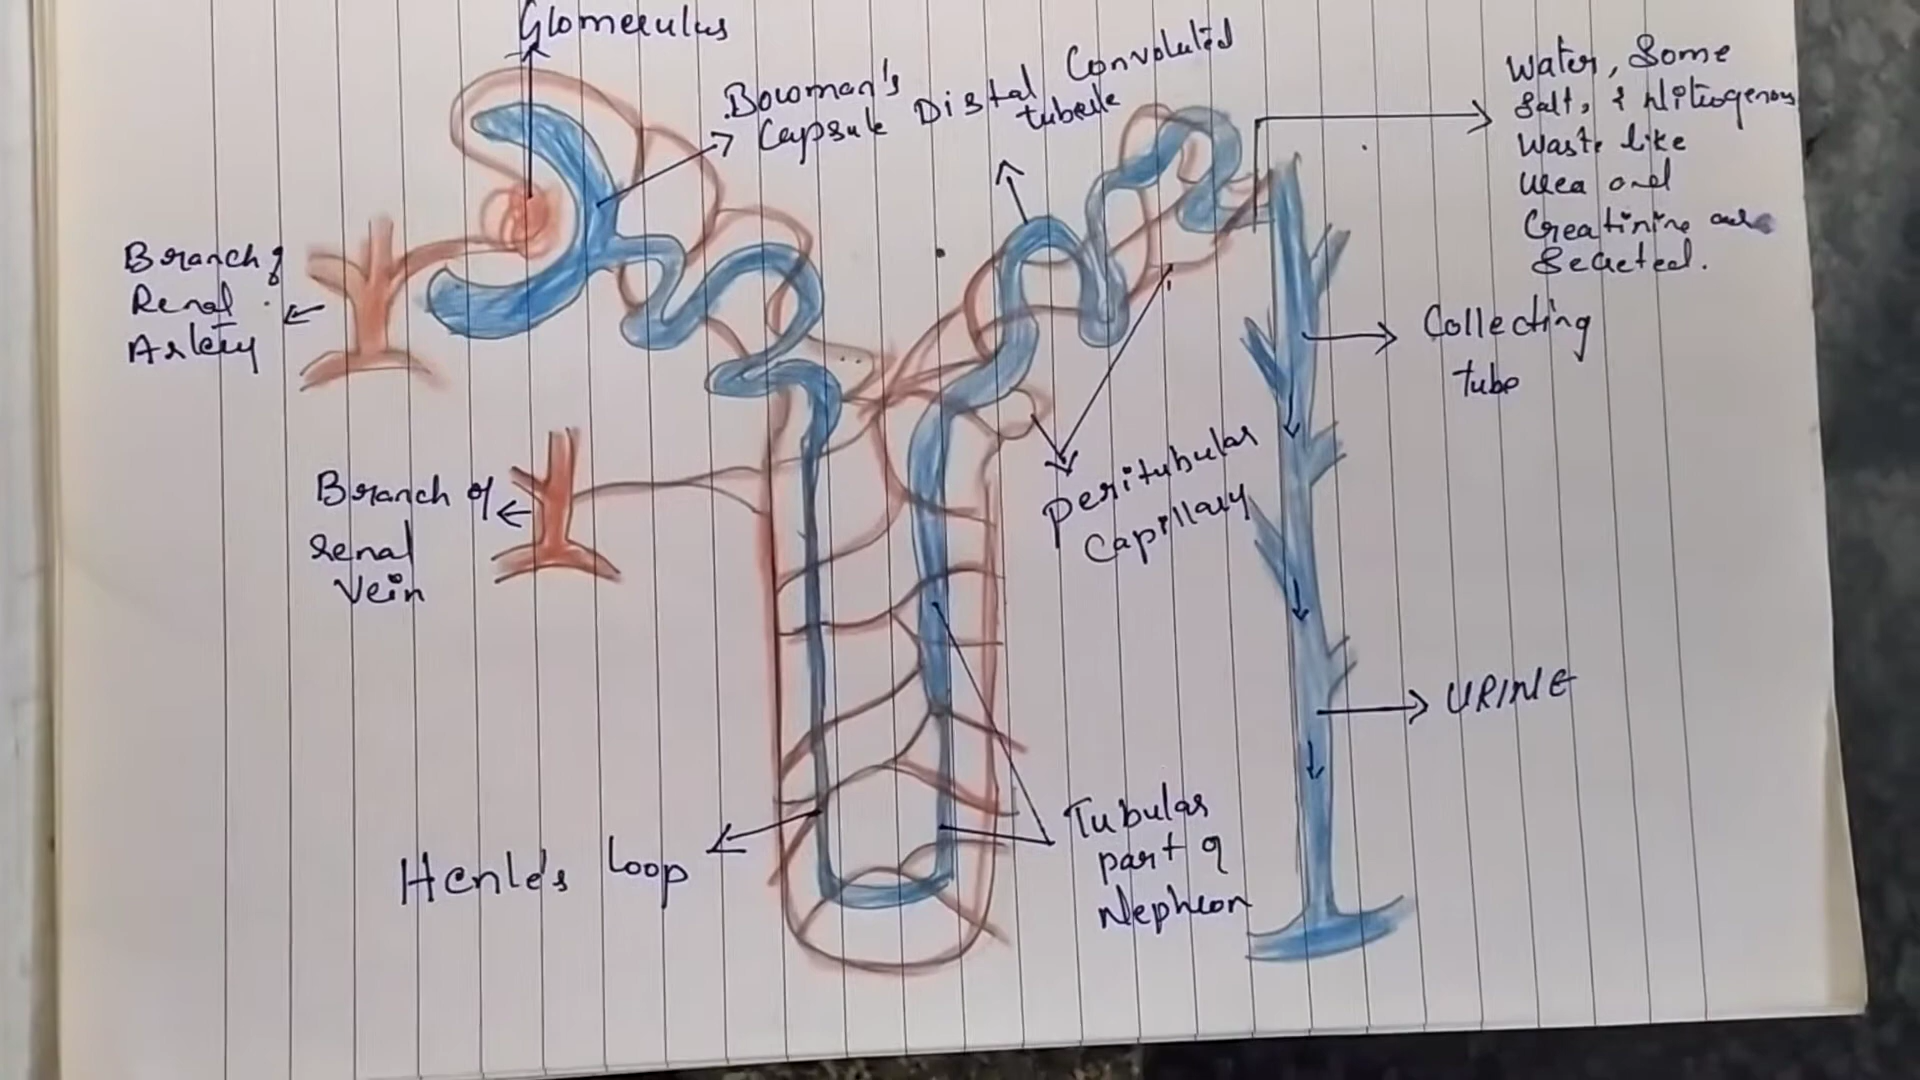 Glomerulus
Bowman's
Capsule
Distal Convoluted
tubule
Water, Some
Salt, & Nitrogenous
Waste like
Urea and
Creatinine are
Secreted.
Branch of
Renal
Artery
Collecting
tube
Branch of
renal
Vein
Peritubular
Capillary
URINE
Henle's loop
Tubular
part of
Nephron